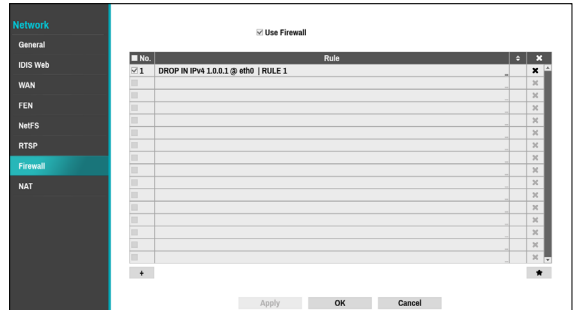 Network
General
IDIS Web
WAN
FEN
NetFS
RTSP
Firewall
NAT
Use Firewall
No. Rule
1 DROP IN IPv4 1.0.0.1 @ eth0 | RULE 1 ...
+
Apply OK Cancel